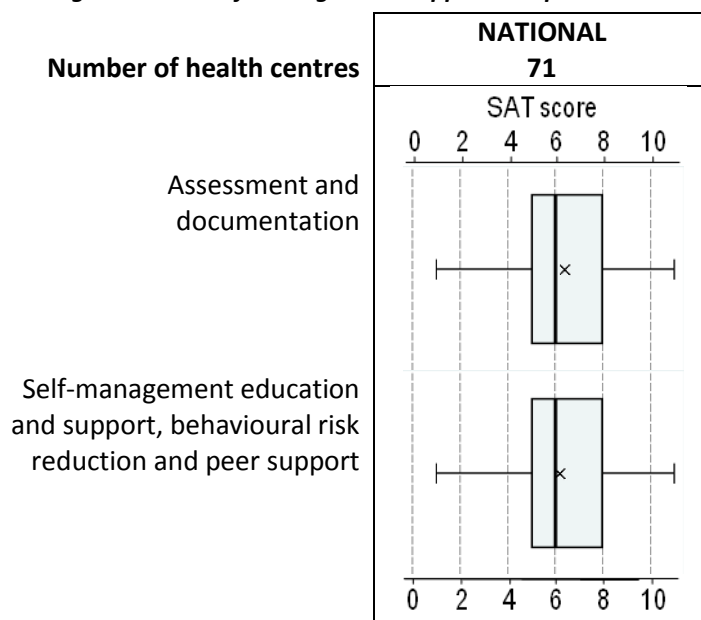 NATIONAL
Number of health centres 71
SAT score
0 2 4 6 8 10
Assessment and
documentation
Self-management education
and support, behavioural risk
reduction and peer support
0 2 4 6 8 10